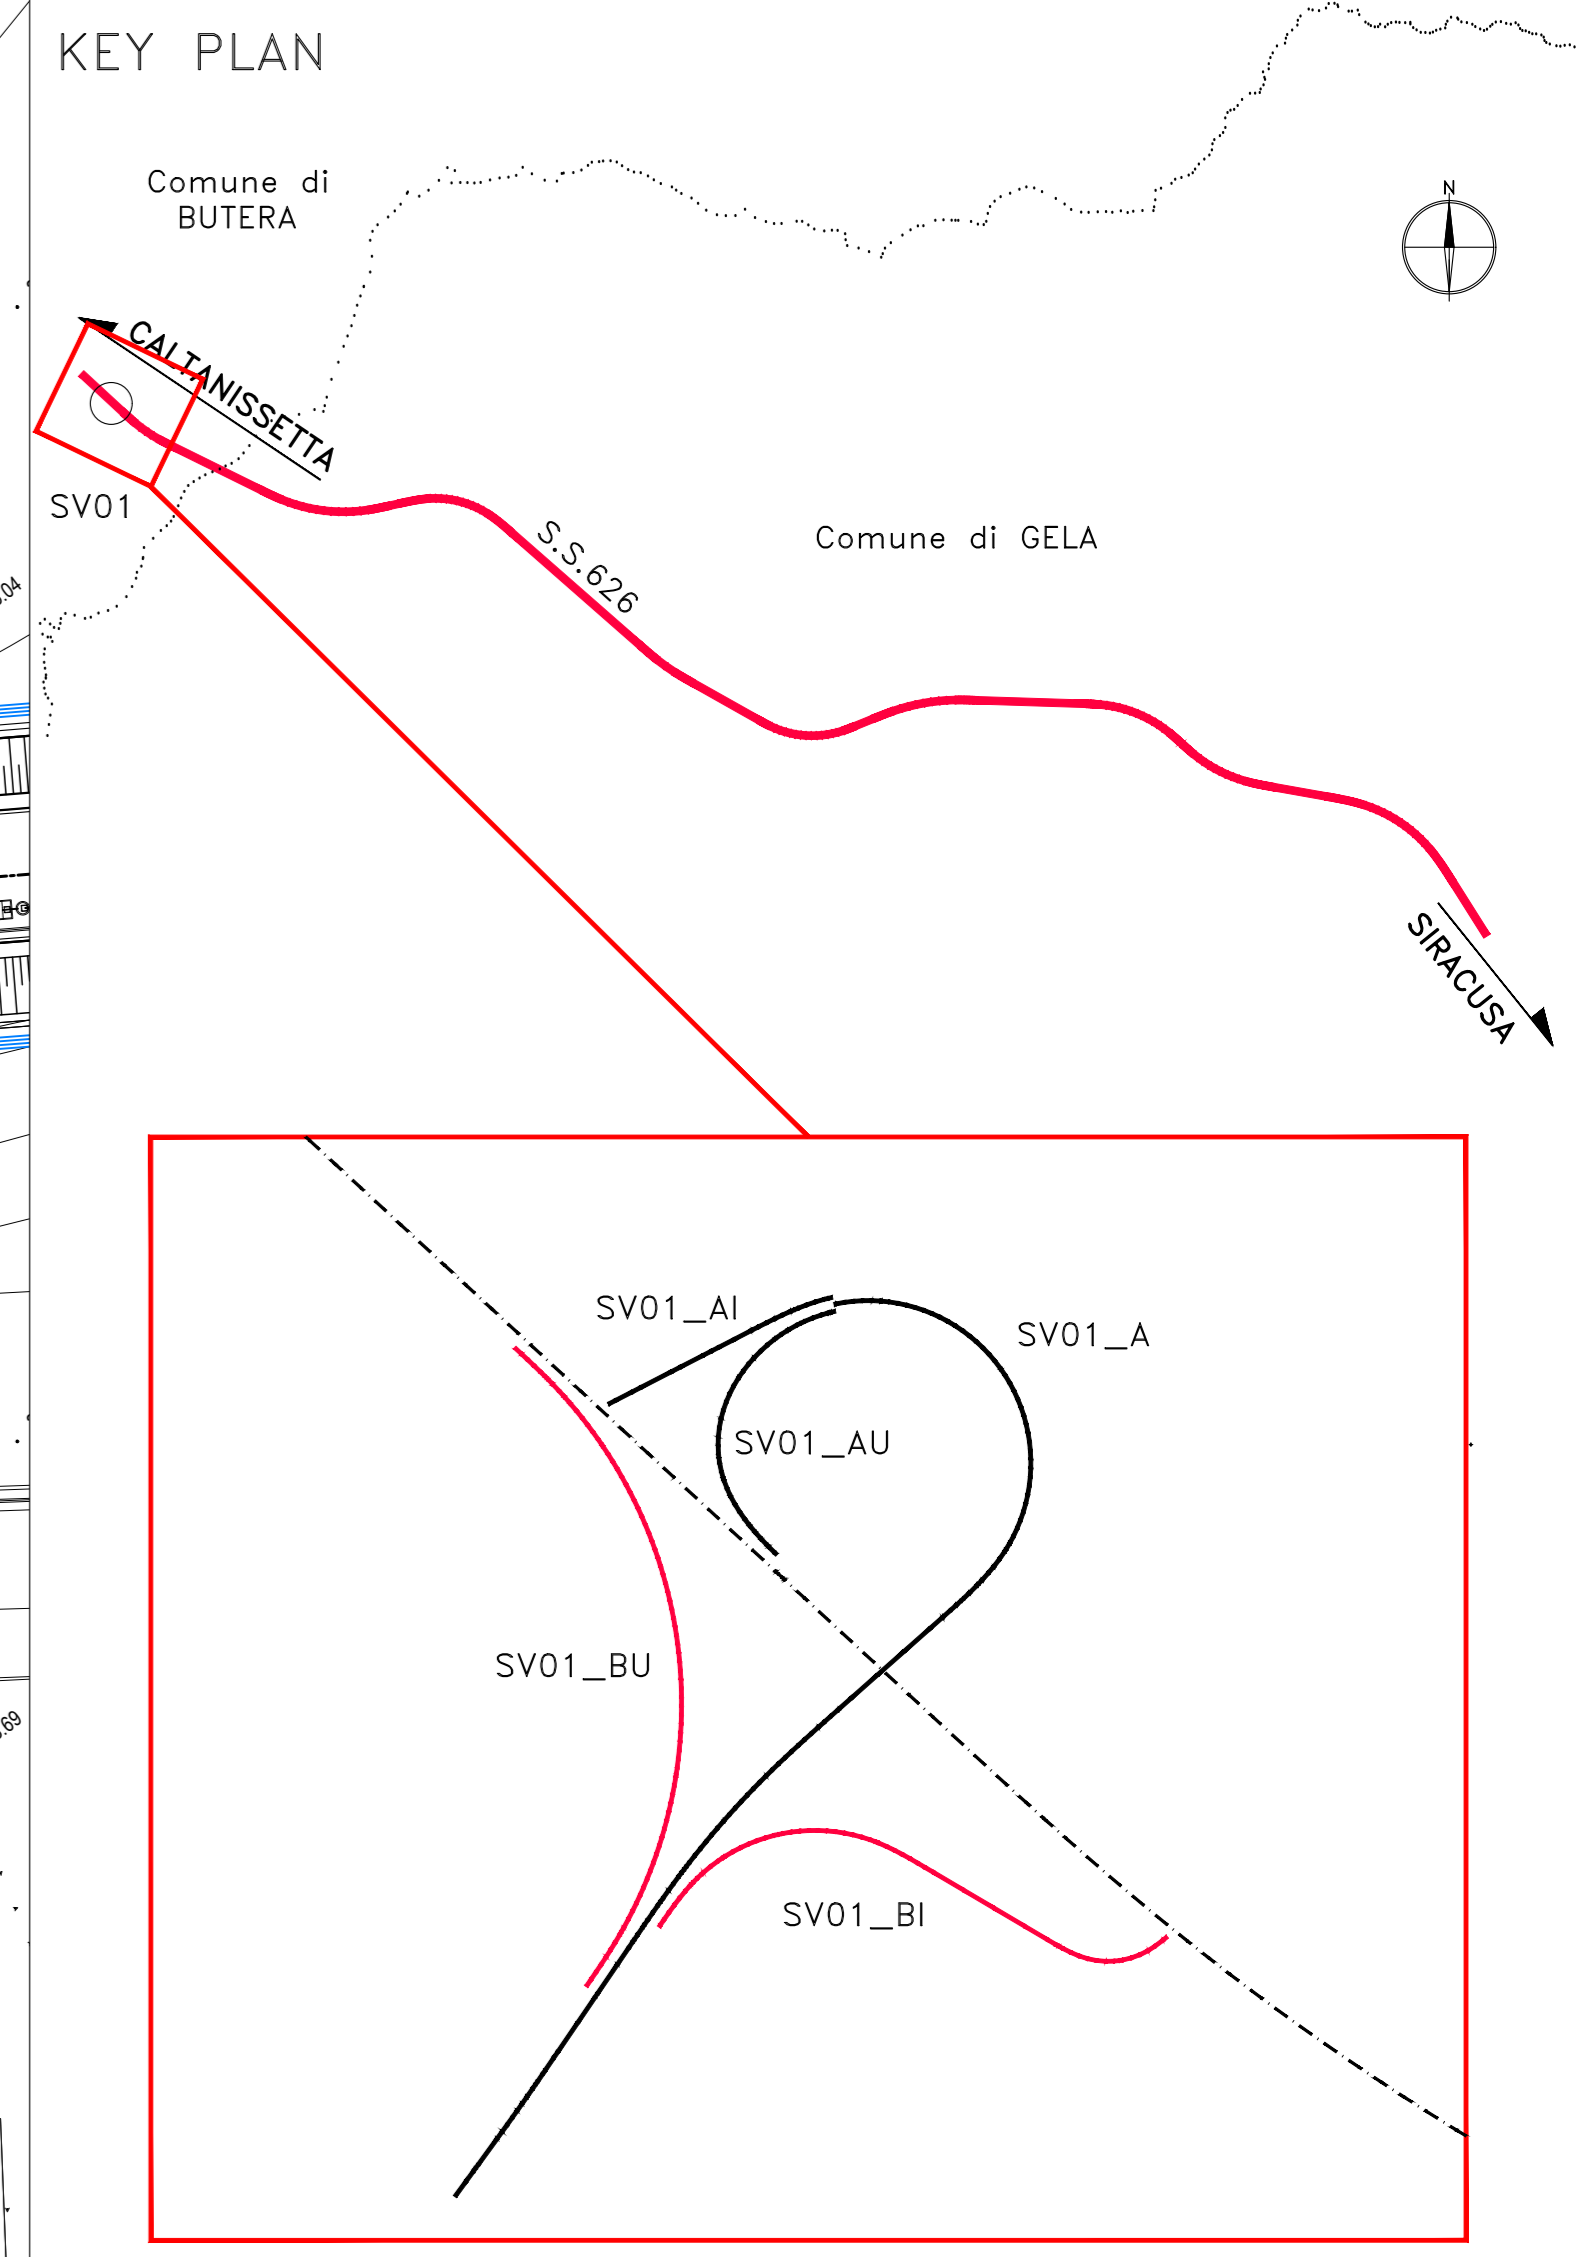 KEY PLAN
Comune di
BUTERA
N
CALTANISSETTA
SV01
S.S.626
Comune di GELA
SIRACUSA
SV01_AI
SV01_A
SV01_AU
SV01_BU
SV01_BI